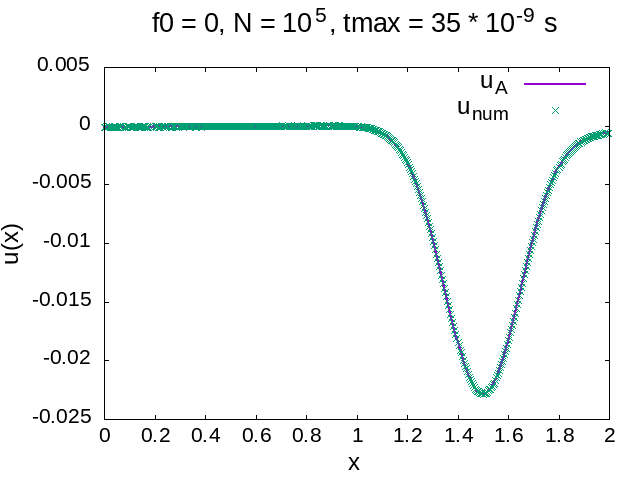 f0 = 0, N = 10^5, tmax = 35 * 10^-9 s
0.005
0
-0.005
-0.01
-0.015
-0.02
-0.025
u(x)
u_A
u_num
0 0.2 0.4 0.6 0.8 1 1.2 1.4 1.6 1.8 2
x